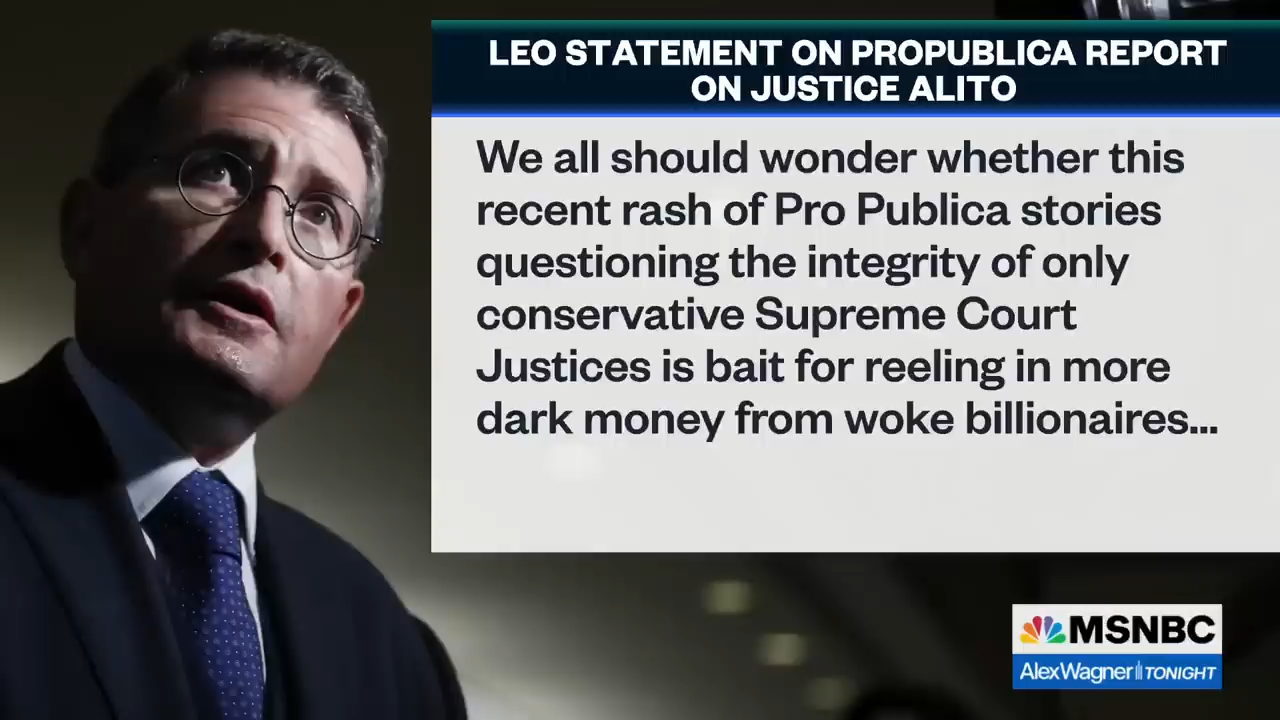 LEO STATEMENT ON PROPUBLICA REPORT
ON JUSTICE ALITO
We all should wonder whether this
recent rash of Pro Publica stories
questioning the integrity of only
conservative Supreme Court
Justices is bait for reeling in more
dark money from woke billionaires...
MSNBC
AlexWagner TONIGHT